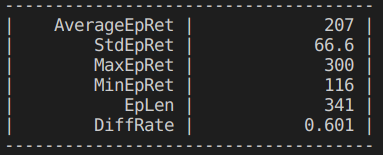 ---------------------------------------
|    AverageEpRet |             207 |
|        StdEpRet |            66.6 |
|        MaxEpRet |             300 |
|        MinEpRet |             116 |
|           EpLen |             341 |
|        DiffRate |           0.601 |
---------------------------------------